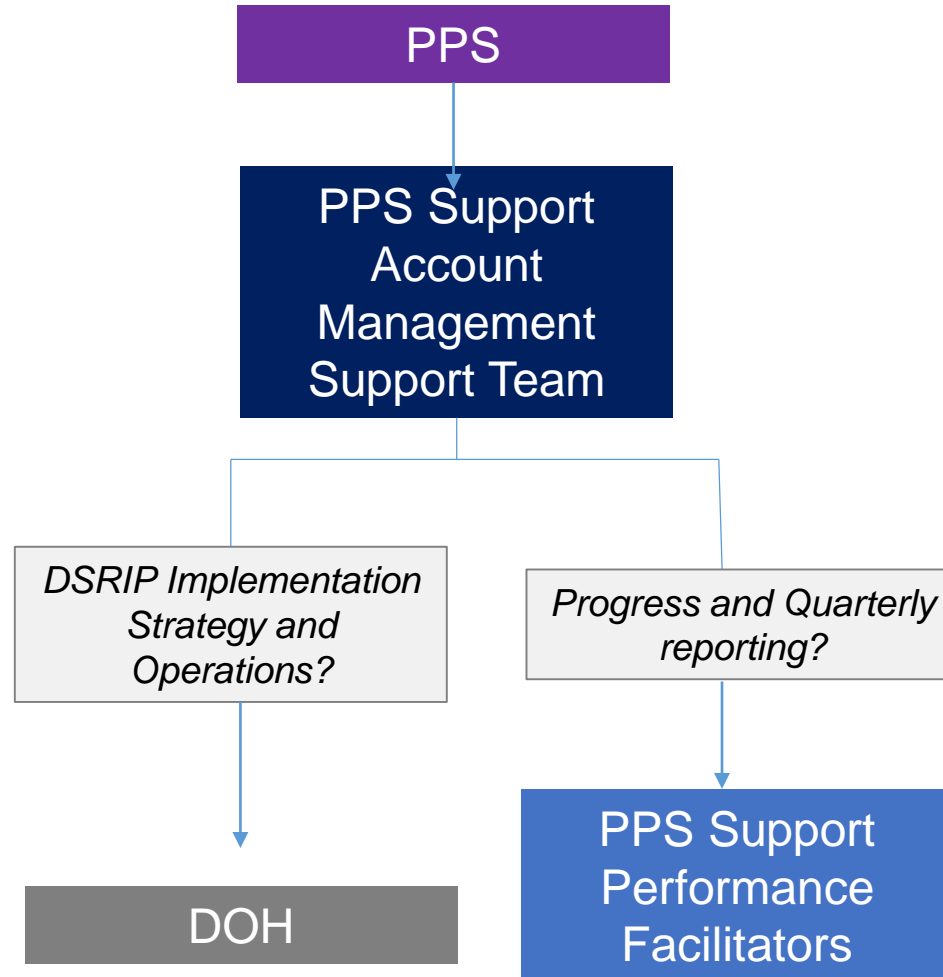 PPS
PPS Support
Account
Management
Support Team
DSRIP Implementation
Strategy and
Operations?
Progress and Quarterly
reporting?
DOH
PPS Support
Performance
Facilitators